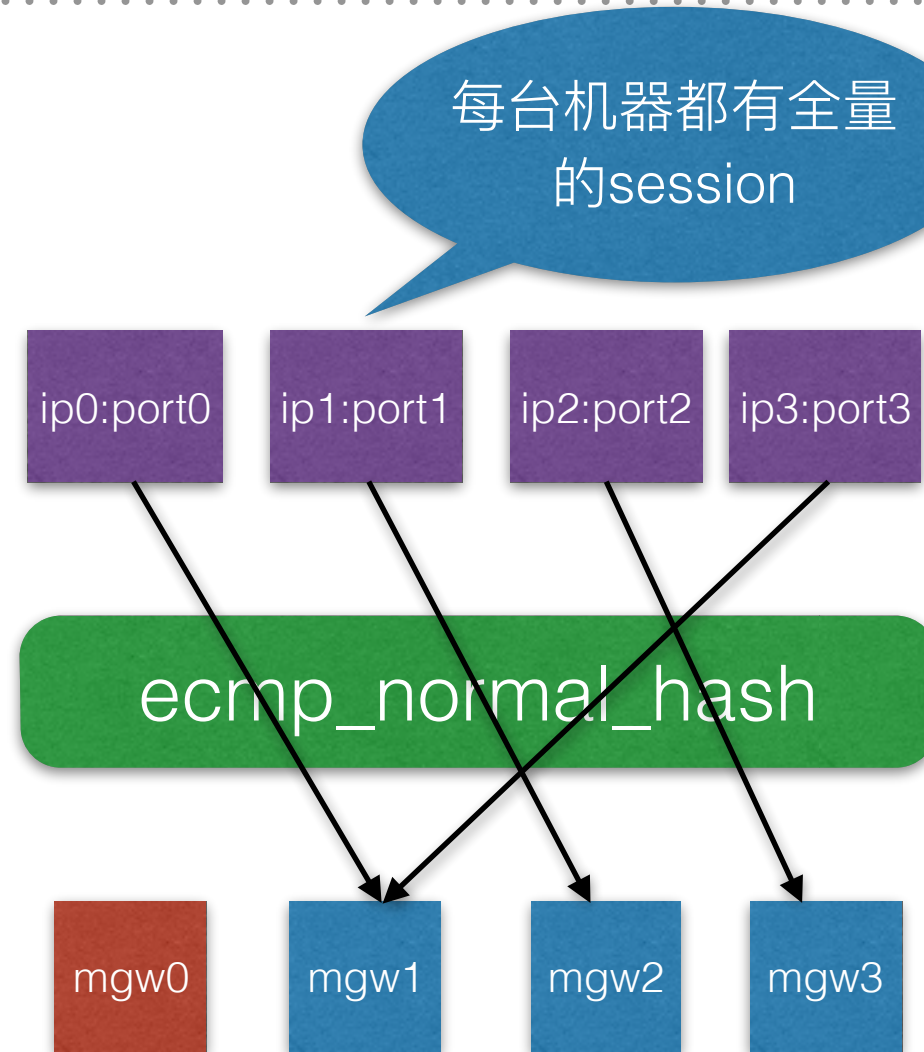 每台机器都有全量
的session
ip0:port0
ip1:port1
ip2:port2
ip3:port3
ecmp_normal_hash
mgw0
mgw1
mgw2
mgw3